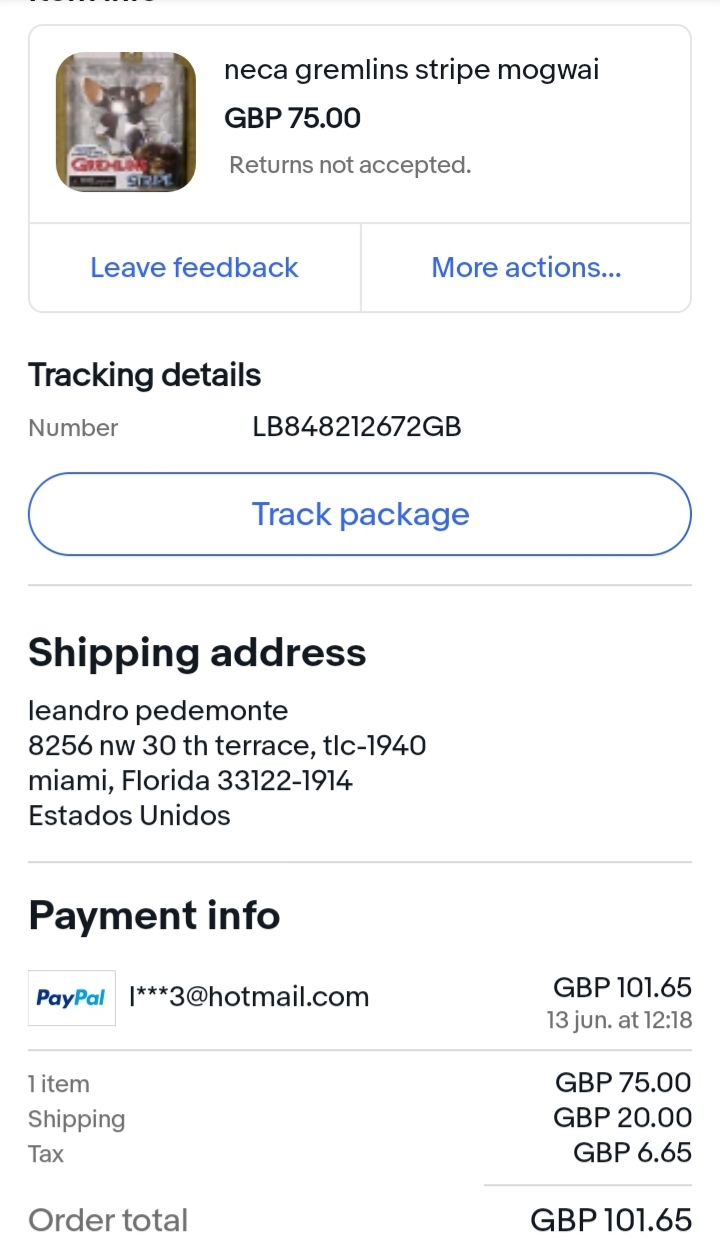 neca gremlins stripe mogwai
GBP 75.00
Returns not accepted.
GREMLINS
STRIPE
Leave feedback
More actions...
Tracking details
Number LB848212672GB
Track package
Shipping address
leandro pedemonte
8256 nw 30 th terrace, tlc-1940
miami, Florida 33122-1914
Estados Unidos
Payment info
PayPal l***3@hotmail.com GBP 101.65
13 jun. at 12:18
1 item GBP 75.00
Shipping GBP 20.00
Tax GBP 6.65
Order total GBP 101.65